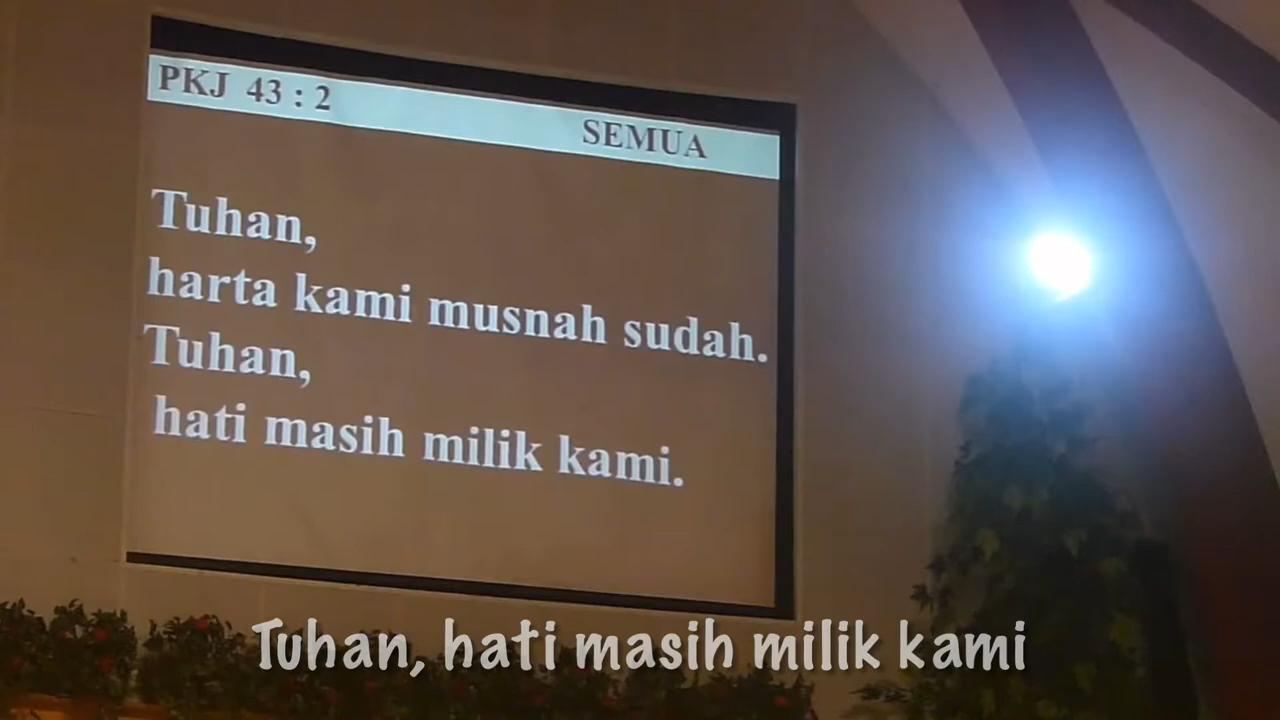 PKJ 43 : 2
SEMUA
Tuhan,
harta kami musnah sudah.
Tuhan,
hati masih milik kami.
Tuhan, hati masih milik kami